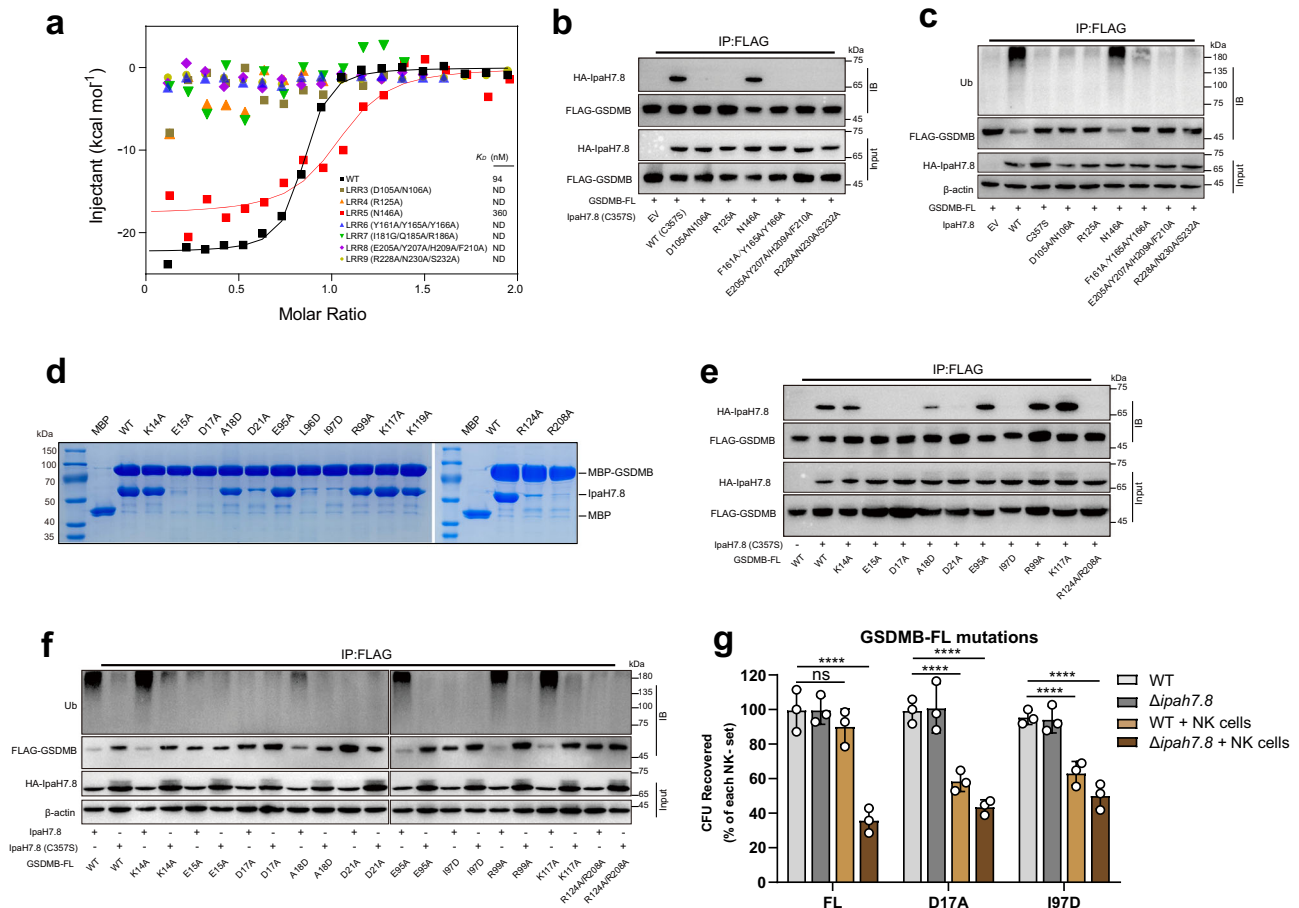 a
Injectant (kcal mol⁻¹)
0
−10
−20
0
0.5
1.0
1.5
2.0
Molar Ratio
K_D (nM)
WT 94
LRR3 (D105A/N106A) ND
LRR4 (R125A) ND
LRR5 (N146A) 360
LRR6 (Y161A/Y165A/Y166A) ND
LRR7 (I181G/Q185A/R186A) ND
LRR8 (E205A/Y207A/H209A/F210A) ND
LRR9 (R228A/N230A/S232A) ND
b
IP:FLAG
kDa
HA-IpaH7.8
75
65
FLAG-GSDMB
45
IB
HA-IpaH7.8
75
65
FLAG-GSDMB
45
Input
GSDMB-FL + + + + + + + +
IpaH7.8 (C357S) EV WT (C357S) D105A/N106A R125A N146A F161A/Y165A/Y166A E205A/Y207A/H209A/F210A R228A/N230A/S232A
c
IP:FLAG
kDa
Ub
180
135
100
75
IB
FLAG-GSDMB
45
HA-IpaH7.8
65
45
β-actin
Input
GSDMB-FL + + + + + + + + +
IpaH7.8 EV WT C357S D105A/N106A R125A N146A F161A/Y165A/Y166A E205A/Y207A/H209A/F210A R228A/N230A/S232A
d
MBP WT K14A E15A D17A A18D D21A E95A L96D I97D R99A K117A K119A
MBP WT R124A R208A
kDa
150
100
70
50
40
35
MBP-GSDMB
IpaH7.8
MBP
e
IP:FLAG
kDa
HA-IpaH7.8
75
65
FLAG-GSDMB
45
IB
HA-IpaH7.8
75
65
FLAG-GSDMB
45
Input
IpaH7.8 (C357S) - + + + + + + + + + + +
GSDMB-FL WT WT K14A E15A D17A A18D D21A E95A I97D R99A K117A R124A/R208A
f
IP:FLAG
kDa
Ub
180
135
100
75
IB
FLAG-GSDMB
45
HA-IpaH7.8
75
65
β-actin
45
Input
IpaH7.8 + - + - + - + - + - + - + - + - + - + - + -
IpaH7.8 (C357S) - + - + - + - + - + - + - + - + - + - + - +
GSDMB-FL WT WT K14A K14A E15A E15A D17A D17A A18D A18D D21A D21A E95A E95A I97D I97D R99A R99A K117A K117A R124A/R208A R124A/R208A
g
GSDMB-FL mutations
CFU Recovered
(% of each NK- set)
120
100
80
60
40
20
0
****
ns
****
****
****
****
FL
D17A
I97D
WT
Δipah7.8
WT + NK cells
Δipah7.8 + NK cells